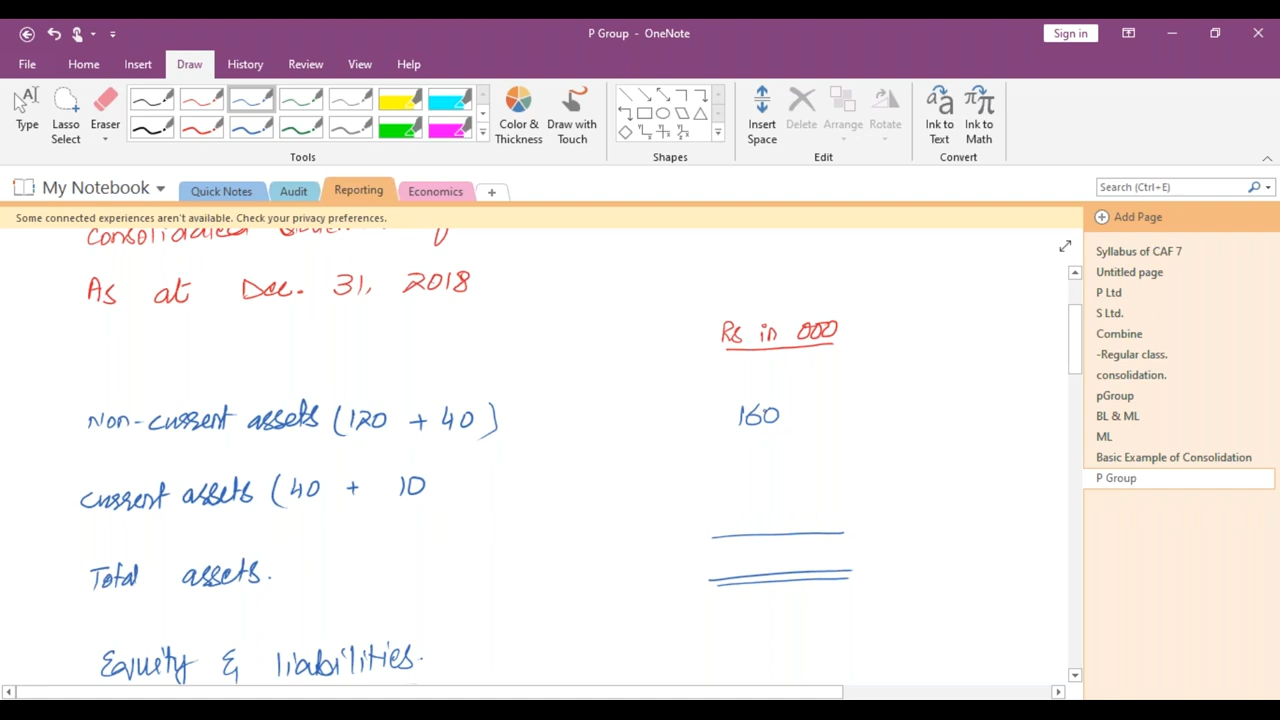 P Group - OneNote
Sign in
File Home Insert Draw History Review View Help
Type
Lasso Select
Eraser
Color & Thickness
Draw with Touch
Insert Space
Delete
Arrange
Rotate
Ink to Text
Ink to Math
Tools
Shapes
Edit
Convert
My Notebook
Quick Notes Audit Reporting Economics +
Search (Ctrl+E)
Some connected experiences aren't available. Check your privacy preferences.
Add Page
Syllabus of CAF 7
Untitled page
P Ltd
S Ltd.
Combine
-Regular class.
consolidation.
pGroup
BL & ML
ML
Basic Example of Consolidation
P Group
Consolidated
As at Dec. 31, 2018
Rs in 000
Non-current assets (120 + 40) 160
Current assets (40 + 10
Total assets.
Equity & liabilities.